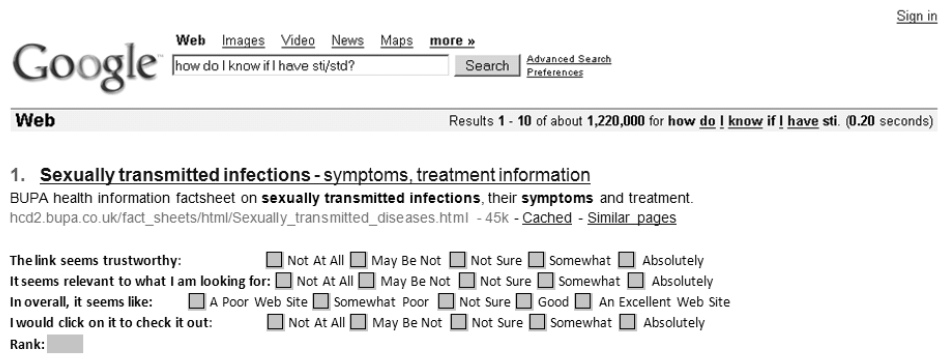 Sign in
Web Images Video News Maps more »
Google™
how do I know if I have sti/std? Search Advanced Search
Preferences
Web Results 1 - 10 of about 1,220,000 for how do I know if I have sti. (0.20 seconds)
1. Sexually transmitted infections - symptoms, treatment information
BUPA health information factsheet on sexually transmitted infections, their symptoms and treatment.
hcd2.bupa.co.uk/fact_sheets/html/Sexually_transmitted_diseases.html - 45k - Cached - Similar pages
The link seems trustworthy: Not At All May Be Not Not Sure Somewhat Absolutely
It seems relevant to what I am looking for: Not At All May Be Not Not Sure Somewhat Absolutely
In overall, it seems like: A Poor Web Site Somewhat Poor Not Sure Good An Excellent Web Site
I would click on it to check it out: Not At All May Be Not Not Sure Somewhat Absolutely
Rank: